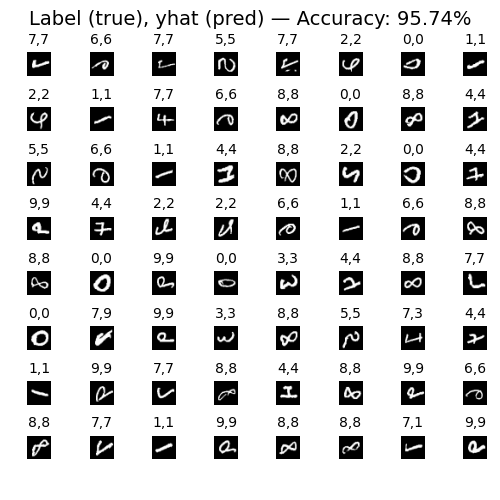 Label (true), yhat (pred) — Accuracy: 95.74%
7,7 6,6 7,7 5,5 7,7 2,2 0,0 1,1
2,2 1,1 7,7 6,6 8,8 0,0 8,8 4,4
5,5 6,6 1,1 4,4 8,8 2,2 0,0 4,4
9,9 4,4 2,2 2,2 6,6 1,1 6,6 8,8
8,8 0,0 9,9 0,0 3,3 4,4 8,8 7,7
0,0 7,9 9,9 3,3 8,8 5,5 7,3 4,4
1,1 9,9 7,7 8,8 4,4 8,8 9,9 6,6
8,8 7,7 1,1 9,9 8,8 8,8 7,1 9,9